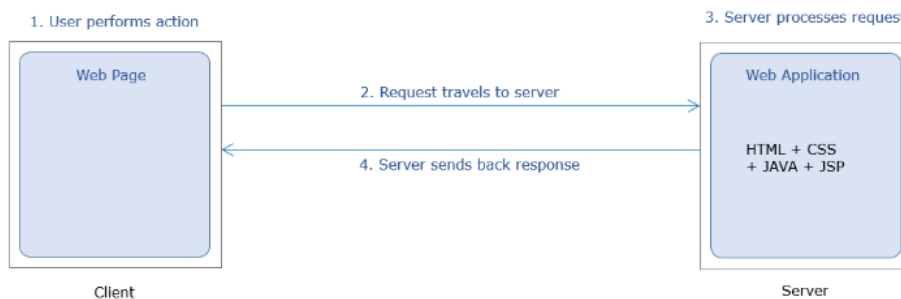 1. User performs action
3. Server processes request
Web Page
Web Application
2. Request travels to server
HTML + CSS
+ JAVA + JSP
4. Server sends back response
Client
Server